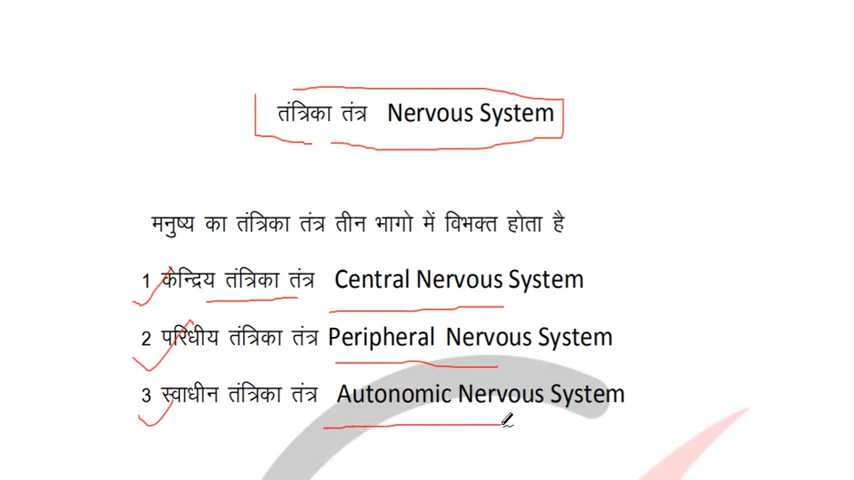 तंत्रिका तंत्र Nervous System
मनुष्य का तंत्रिका तंत्र तीन भागो में विभक्त होता है
1 केन्द्रिय तंत्रिका तंत्र Central Nervous System
2 परिधीय तंत्रिका तंत्र Peripheral Nervous System
3 स्वाधीन तंत्रिका तंत्र Autonomic Nervous System